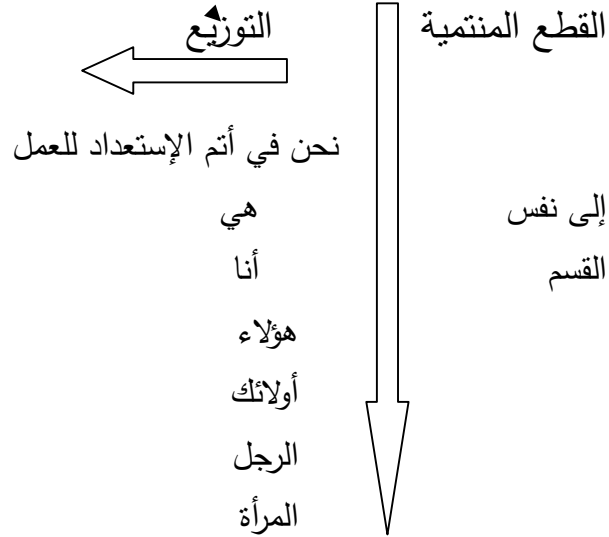 القطع المنتمية التوزيع
نحن في أتم الإستعداد للعمل
إلى نفس هي
القسم أنا
هؤلاء
أولائك
الرجل
المرأة